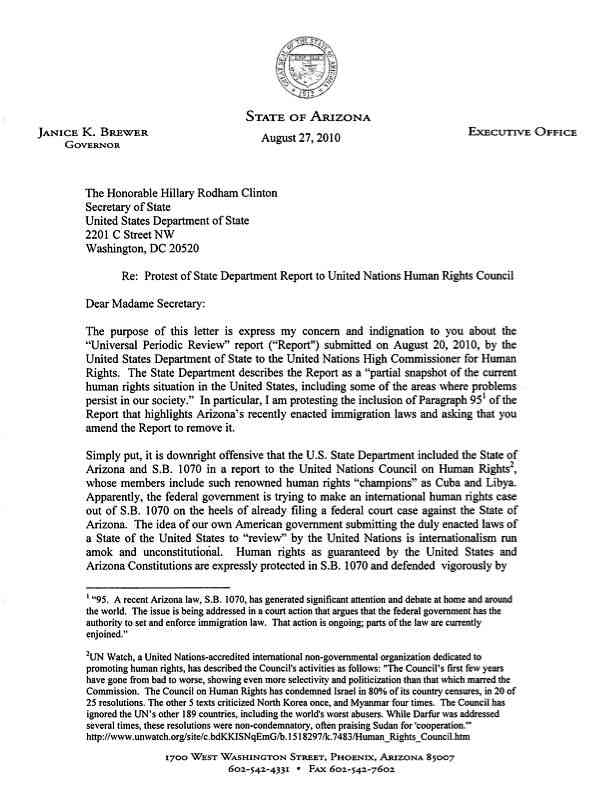 GREAT SEAL OF THE STATE OF ARIZONA
1912
STATE OF ARIZONA
JANICE K. BREWER
GOVERNOR
August 27, 2010
EXECUTIVE OFFICE
The Honorable Hillary Rodham Clinton
Secretary of State
United States Department of State
2201 C Street NW
Washington, DC 20520
Re: Protest of State Department Report to United Nations Human Rights Council
Dear Madame Secretary:
The purpose of this letter is express my concern and indignation to you about the
“Universal Periodic Review” report (“Report”) submitted on August 20, 2010, by the
United States Department of State to the United Nations High Commissioner for Human
Rights. The State Department describes the Report as a “partial snapshot of the current
human rights situation in the United States, including some of the areas where problems
persist in our society.” In particular, I am protesting the inclusion of Paragraph 95¹ of the
Report that highlights Arizona’s recently enacted immigration laws and asking that you
amend the Report to remove it.
Simply put, it is downright offensive that the U.S. State Department included the State of
Arizona and S.B. 1070 in a report to the United Nations Council on Human Rights²,
whose members include such renowned human rights “champions” as Cuba and Libya.
Apparently, the federal government is trying to make an international human rights case
out of S.B. 1070 on the heels of already filing a federal court case against the State of
Arizona. The idea of our own American government submitting the duly enacted laws of
a State of the United States to “review” by the United Nations is internationalism run
amok and unconstitutional. Human rights as guaranteed by the United States and
Arizona Constitutions are expressly protected in S.B. 1070 and defended vigorously by
¹ “95. A recent Arizona law, S.B. 1070, has generated significant attention and debate at home and around
the world. The issue is being addressed in a court action that argues that the federal government has the
authority to set and enforce immigration law. That action is ongoing; parts of the law are currently
enjoined.”
²UN Watch, a United Nations-accredited international non-governmental organization dedicated to
promoting human rights, has described the Council's activities as follows: "The Council's first few years
have gone from bad to worse, showing even more selectivity and politicization than that which marred the
Commission. The Council on Human Rights has condemned Israel in 80% of its country censures, in 20 of
25 resolutions. The other 5 texts criticized North Korea once, and Myanmar four times. The Council has
ignored the UN's other 189 countries, including the world's worst abusers. While Darfur was addressed
several times, these resolutions were non-condemnatory, often praising Sudan for 'cooperation.'"
http://www.unwatch.org/site/c.bdKKISNqEmG/b.1518297/k.7483/Human_Rights_Council.htm
1700 WEST WASHINGTON STREET, PHOENIX, ARIZONA 85007
602-542-4331 • FAX 602-542-7602